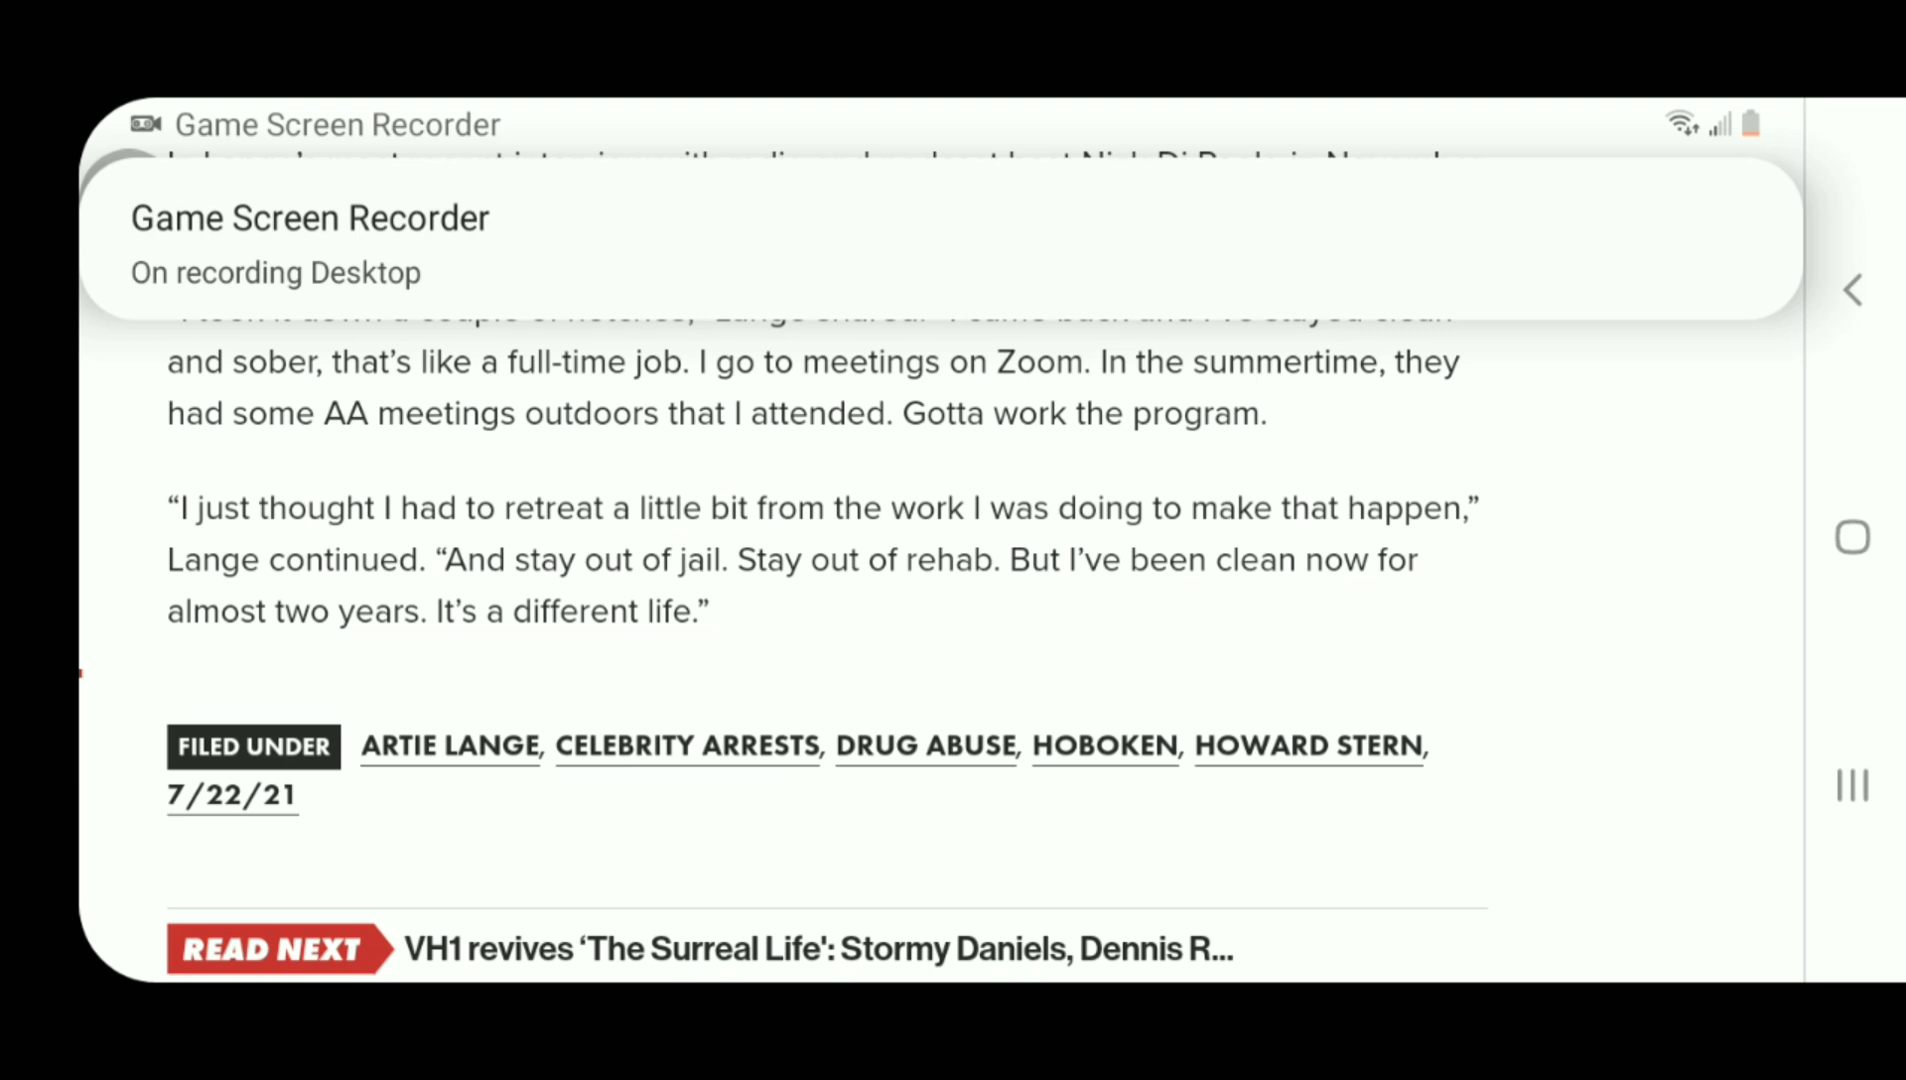 Game Screen Recorder
Game Screen Recorder
On recording Desktop
and sober, that’s like a full-time job. I go to meetings on Zoom. In the summertime, they
had some AA meetings outdoors that I attended. Gotta work the program.
“I just thought I had to retreat a little bit from the work I was doing to make that happen,”
Lange continued. “And stay out of jail. Stay out of rehab. But I’ve been clean now for
almost two years. It’s a different life.”
FILED UNDER ARTIE LANGE, CELEBRITY ARRESTS, DRUG ABUSE, HOBOKEN, HOWARD STERN,
7/22/21
READ NEXT VH1 revives ‘The Surreal Life': Stormy Daniels, Dennis R...